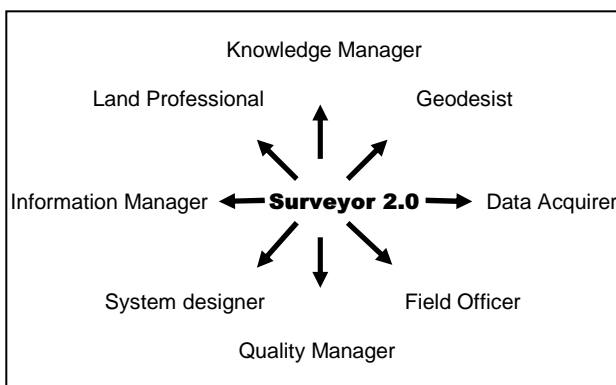 Knowledge Manager
Land Professional Geodesist
Information Manager Surveyor 2.0 Data Acquirer
System designer Field Officer
Quality Manager